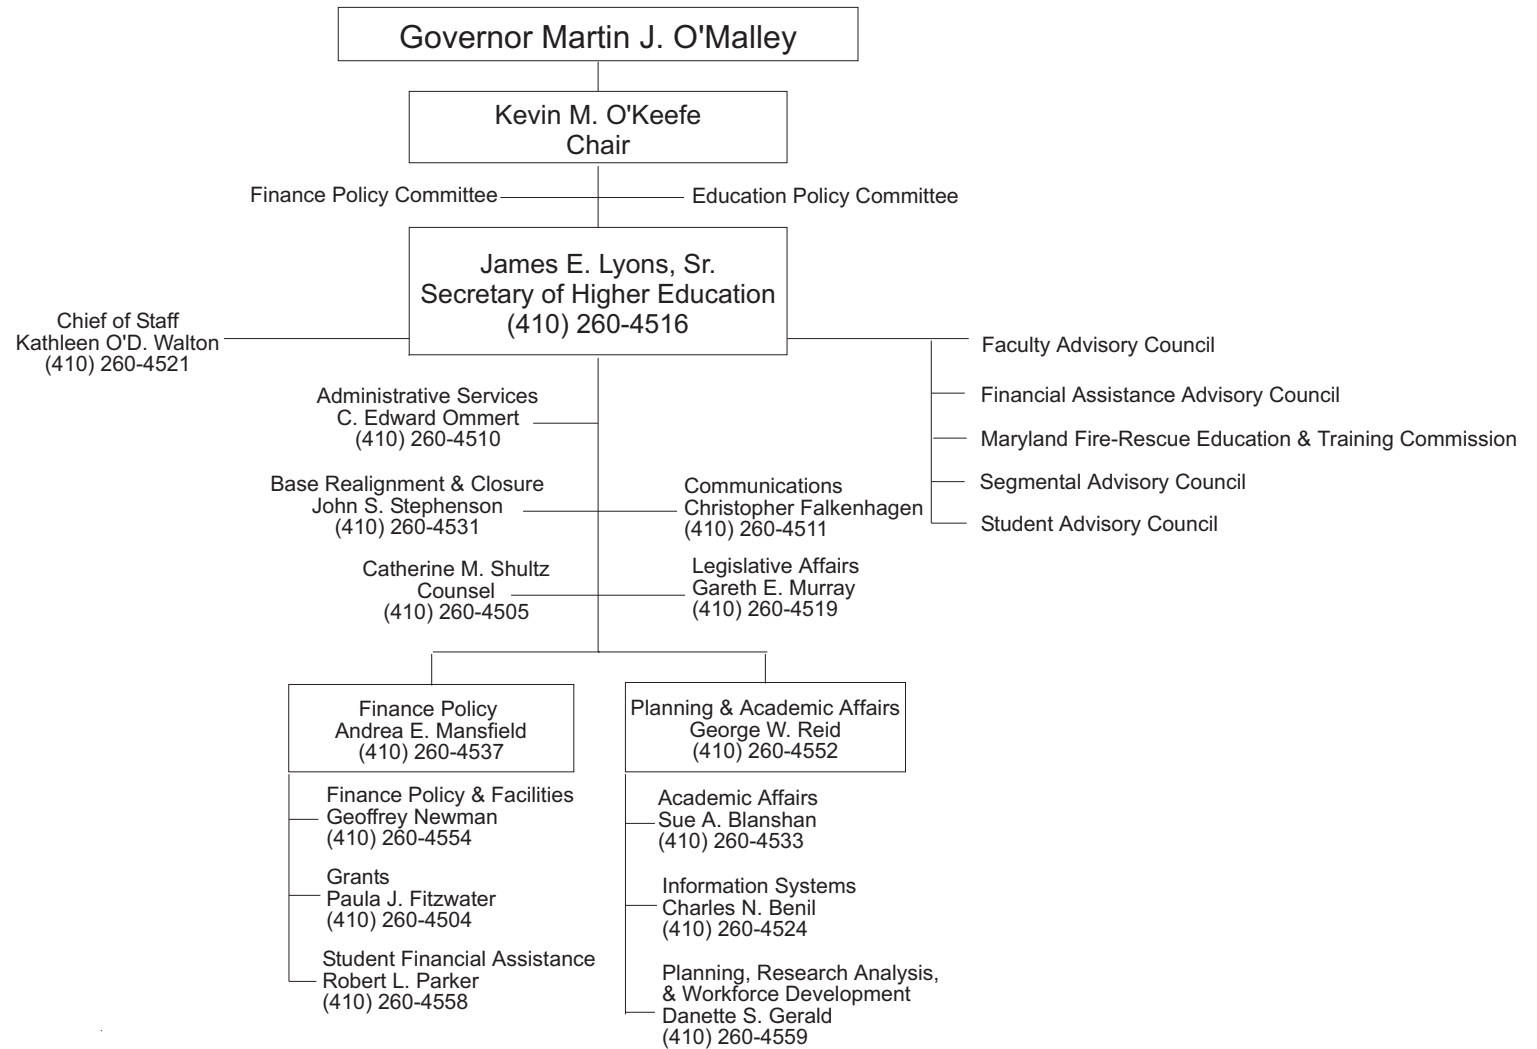 Governor Martin J. O'Malley
Kevin M. O'Keefe
Chair
Finance Policy Committee
Education Policy Committee
James E. Lyons, Sr.
Secretary of Higher Education
(410) 260-4516
Chief of Staff
Kathleen O'D. Walton
(410) 260-4521
Faculty Advisory Council
Financial Assistance Advisory Council
Maryland Fire-Rescue Education & Training Commission
Segmental Advisory Council
Student Advisory Council
Administrative Services
C. Edward Ommert
(410) 260-4510
Base Realignment & Closure
John S. Stephenson
(410) 260-4531
Communications
Christopher Falkenhagen
(410) 260-4511
Catherine M. Shultz
Counsel
(410) 260-4505
Legislative Affairs
Gareth E. Murray
(410) 260-4519
Finance Policy
Andrea E. Mansfield
(410) 260-4537
Finance Policy & Facilities
Geoffrey Newman
(410) 260-4554
Grants
Paula J. Fitzwater
(410) 260-4504
Student Financial Assistance
Robert L. Parker
(410) 260-4558
Planning & Academic Affairs
George W. Reid
(410) 260-4552
Academic Affairs
Sue A. Blanshan
(410) 260-4533
Information Systems
Charles N. Benil
(410) 260-4524
Planning, Research Analysis,
& Workforce Development
Danette S. Gerald
(410) 260-4559